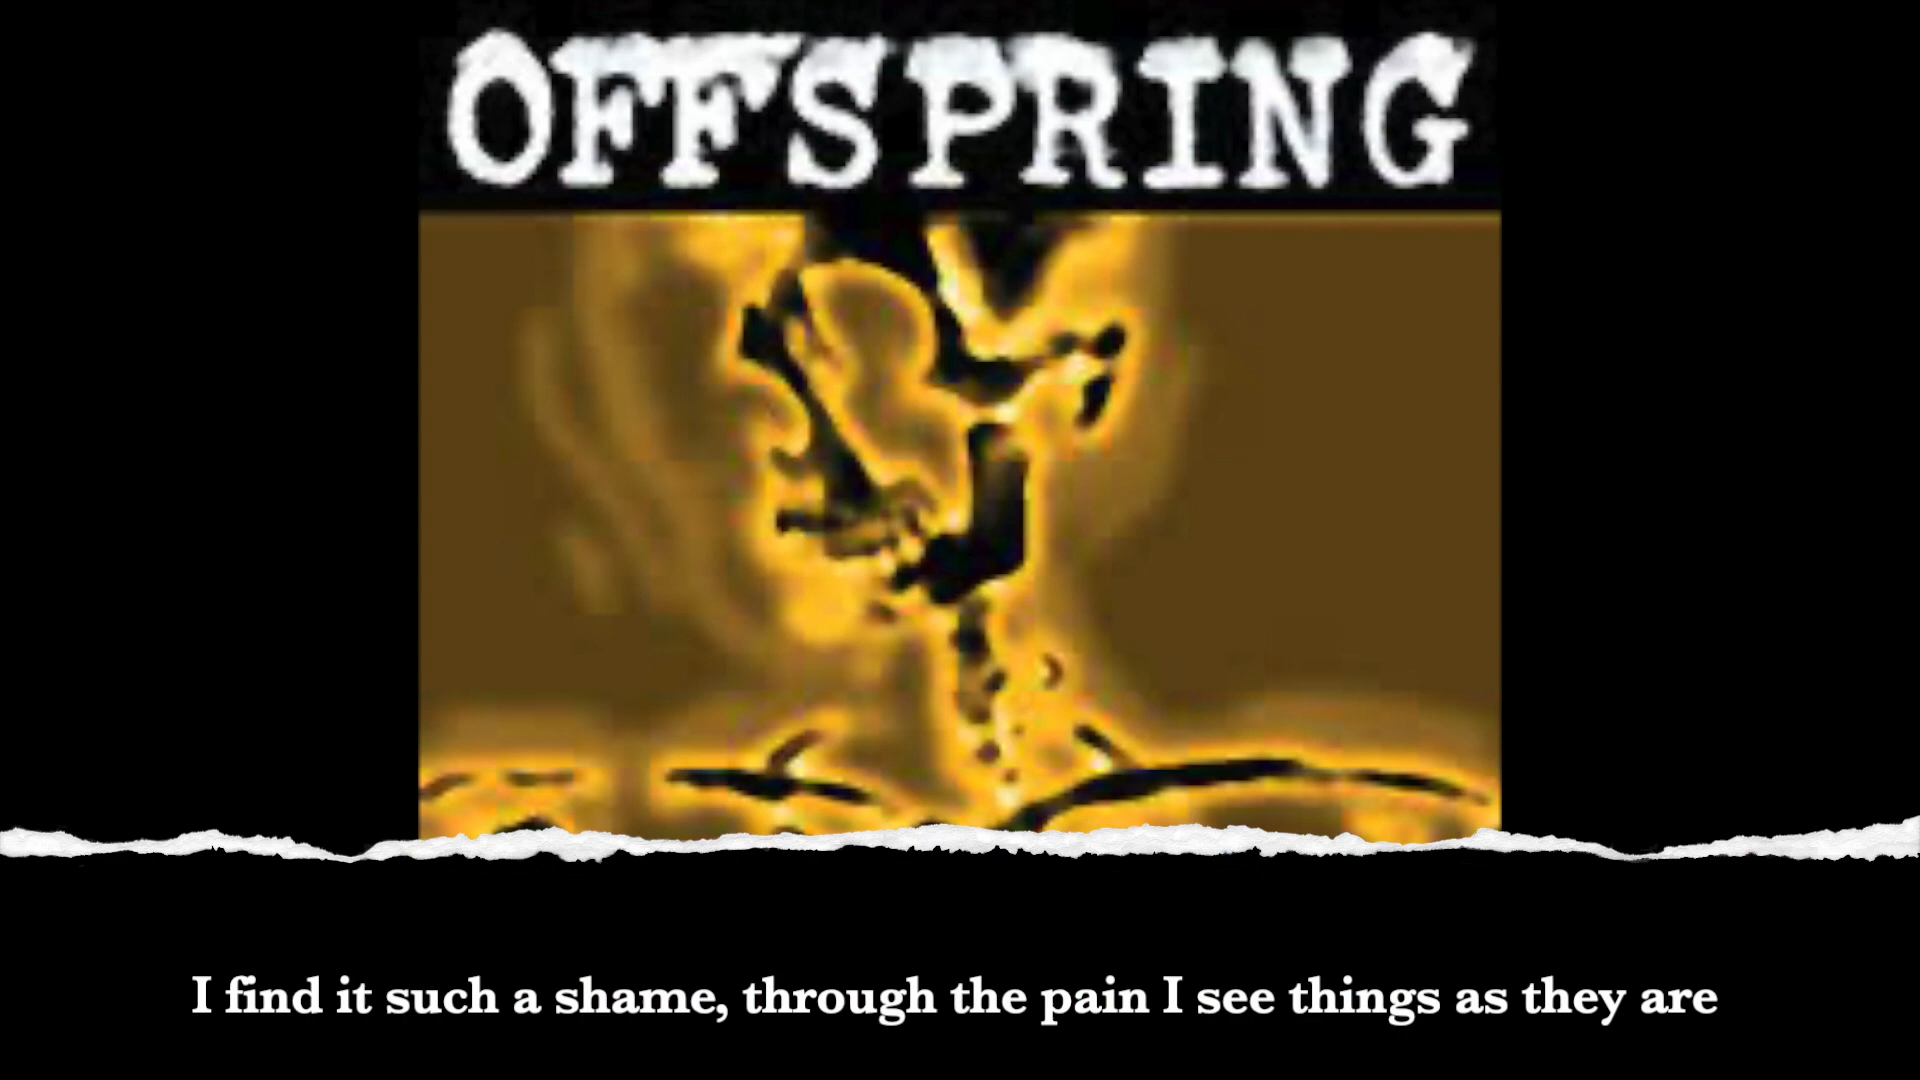 OFFSPRING
I find it such a shame, through the pain I see things as they are